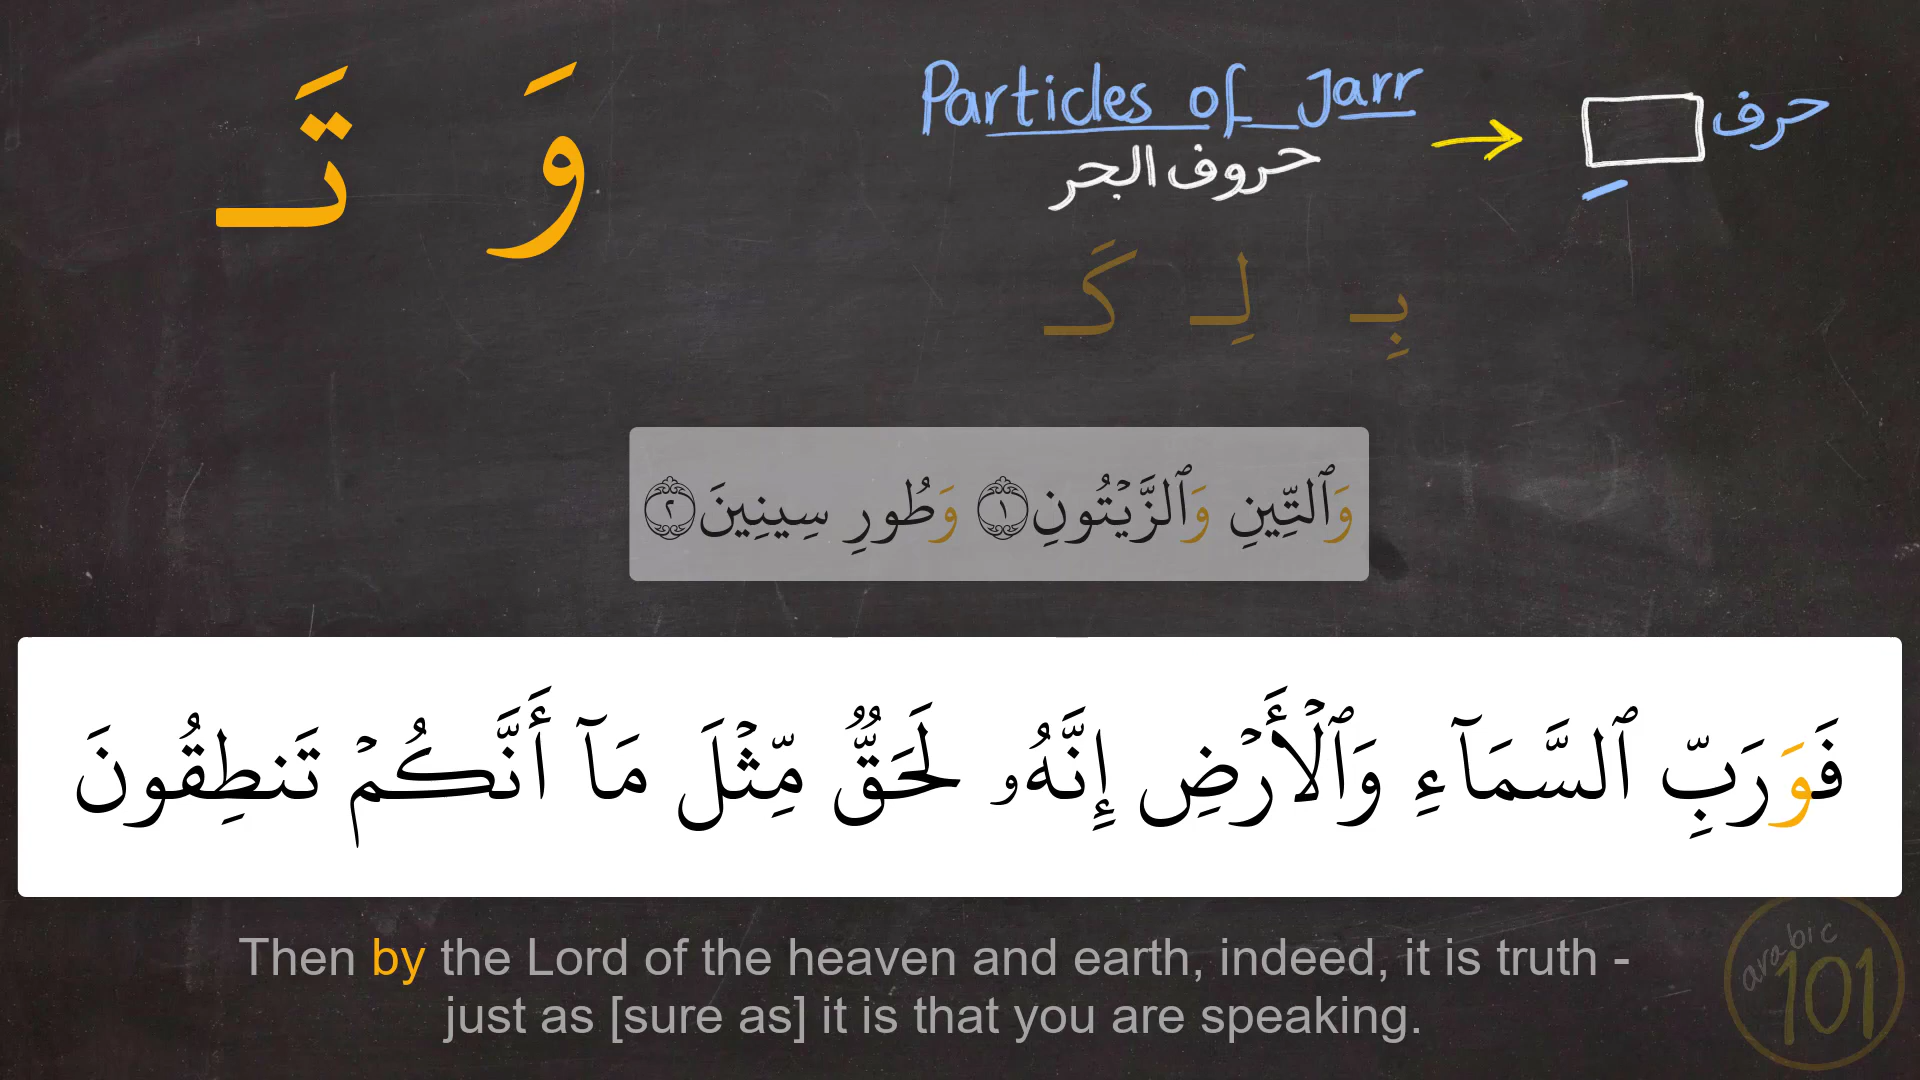 وَ تَـ
Particles of Jarr
حروف الجر
حرف
بِـ لِـ كَـ
وَٱلتِّينِ وَٱلزَّيْتُونِ ١ وَطُورِ سِينِينَ ٢
فَوَرَبِّ ٱلسَّمَآءِ وَٱلْأَرْضِ إِنَّهُۥ لَحَقٌّ مِّثْلَ مَآ أَنَّكُمْ تَنطِقُونَ
Then by the Lord of the heaven and earth, indeed, it is truth -
just as [sure as] it is that you are speaking.
arabic
101